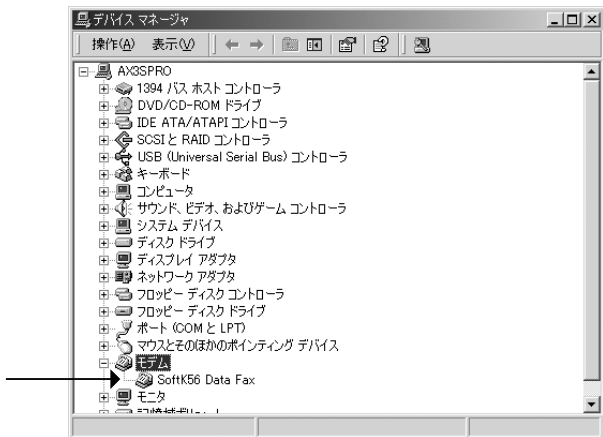 デバイス マネージャ
操作(A) 表示(V)
AX3SPRO
1394 バス ホスト コントローラ
DVD/CD-ROM ドライブ
IDE ATA/ATAPI コントローラ
SCSI と RAID コントローラ
USB (Universal Serial Bus) コントローラ
キーボード
コンピュータ
サウンド、ビデオ、およびゲーム コントローラ
システム デバイス
ディスク ドライブ
ディスプレイ アダプタ
ネットワーク アダプタ
フロッピー ディスク コントローラ
フロッピー ディスク ドライブ
ポート (COM と LPT)
マウスとそのほかのポインティング デバイス
モデム
SoftK56 Data Fax
モニタ